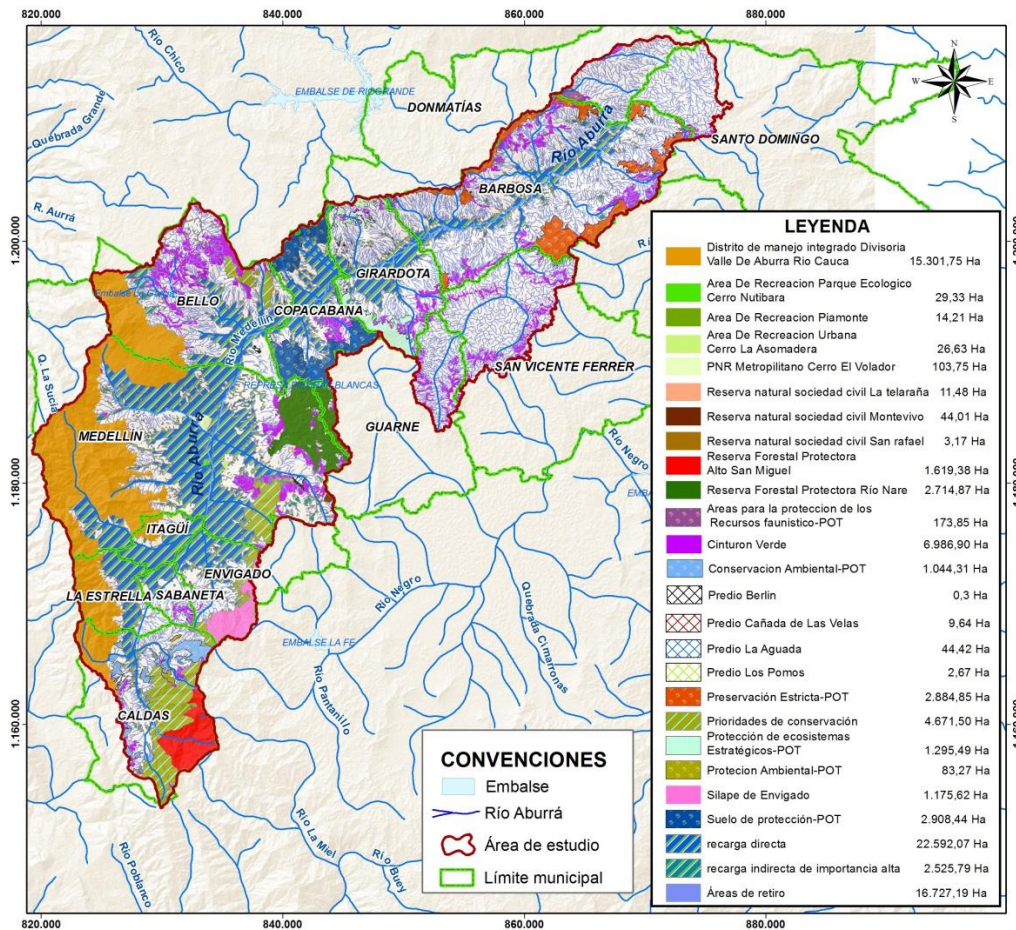 820.000 840.000 860.000 880.000
N
W E
S
Río Chico
EMBALSE DE RIOGRANDE
DONMATÍAS
Quebrada Grande
Río Aburrá
SANTO DOMINGO
BARBOSA
R. Aurrá
1.200.000
GIRARDOTA
BELLO
COPACABANA
Río Medellín
SAN VICENTE FERRER
Q. La Sucia
GUARNE
MEDELLÍN
Río Aburrá
Río Negro
1.180.000
ITAGÜÍ
ENVIGADO
LA ESTRELLA SABANETA
Río Negro
EMBALSE LA FE
Quebrada Cimarronas
Río Pantanillo
1.160.000
CALDAS
Río La Miel
Río Buey
Río Poblanco
LEYENDA
Distrito de manejo integrado Divisoria
Valle De Aburra Rio Cauca 15.301,75 Ha
Area De Recreacion Parque Ecologico
Cerro Nutibara 29,33 Ha
Area De Recreacion Piamonte 14,21 Ha
Area De Recreacion Urbana
Cerro La Asomadera 26,63 Ha
PNR Metropolitano Cerro El Volador 103,75 Ha
Reserva natural sociedad civil La telaraña 11,48 Ha
Reserva natural sociedad civil Montevivo 44,01 Ha
Reserva natural sociedad civil San rafael 3,17 Ha
Reserva Forestal Protectora
Alto San Miguel 1.619,38 Ha
Reserva Forestal Protectora Río Nare 2.714,87 Ha
Areas para la proteccion de los
Recursos faunistico-POT 173,85 Ha
Cinturon Verde 6.986,90 Ha
Conservacion Ambiental-POT 1.044,31 Ha
Predio Berlin 0,3 Ha
Predio Cañada de Las Velas 9,64 Ha
Predio La Aguada 44,42 Ha
Predio Los Pomos 2,67 Ha
Preservación Estricta-POT 2.884,85 Ha
Prioridades de conservación 4.671,50 Ha
Protección de ecosistemas
Estratégicos-POT 1.295,49 Ha
Protecion Ambiental-POT 83,27 Ha
Silape de Envigado 1.175,62 Ha
Suelo de protección-POT 2.908,44 Ha
recarga directa 22.592,07 Ha
recarga indirecta de importancia alta 2.525,79 Ha
Áreas de retiro 16.727,19 Ha
CONVENCIONES
Embalse
Río Aburrá
Área de estudio
Límite municipal
820.000 840.000 860.000 880.000